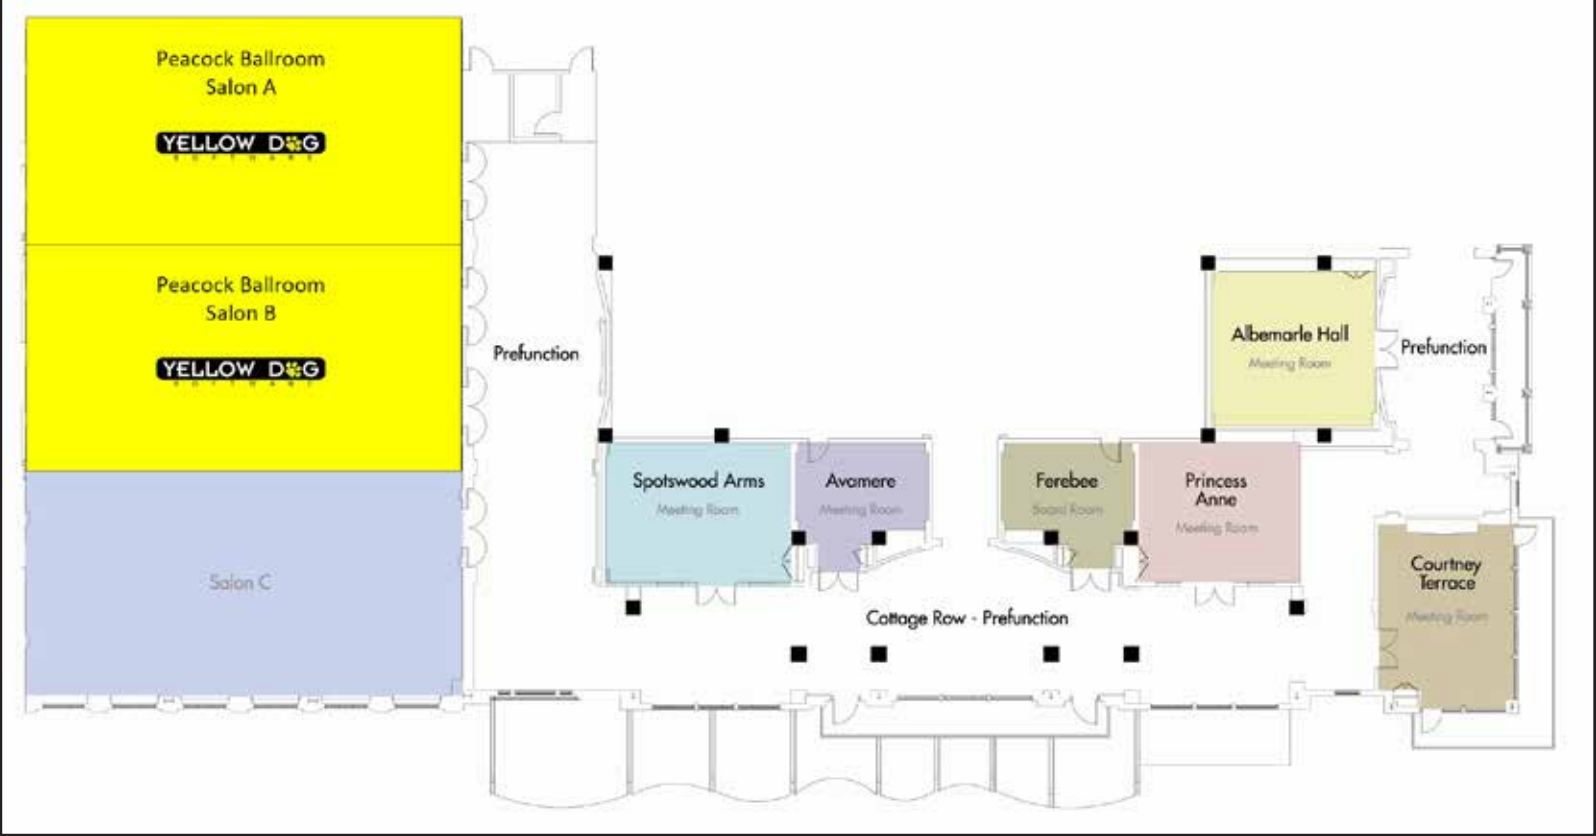 Peacock Ballroom
Salon A
YELLOW DOG
SOFTWARE
Peacock Ballroom
Salon B
YELLOW DOG
SOFTWARE
Salon C
Prefunction
Spotswood Arms
Meeting Room
Avamere
Meeting Room
Ferebee
Board Room
Princess
Anne
Meeting Room
Albemarle Hall
Meeting Room
Prefunction
Courtney
Terrace
Meeting Room
Cottage Row - Prefunction